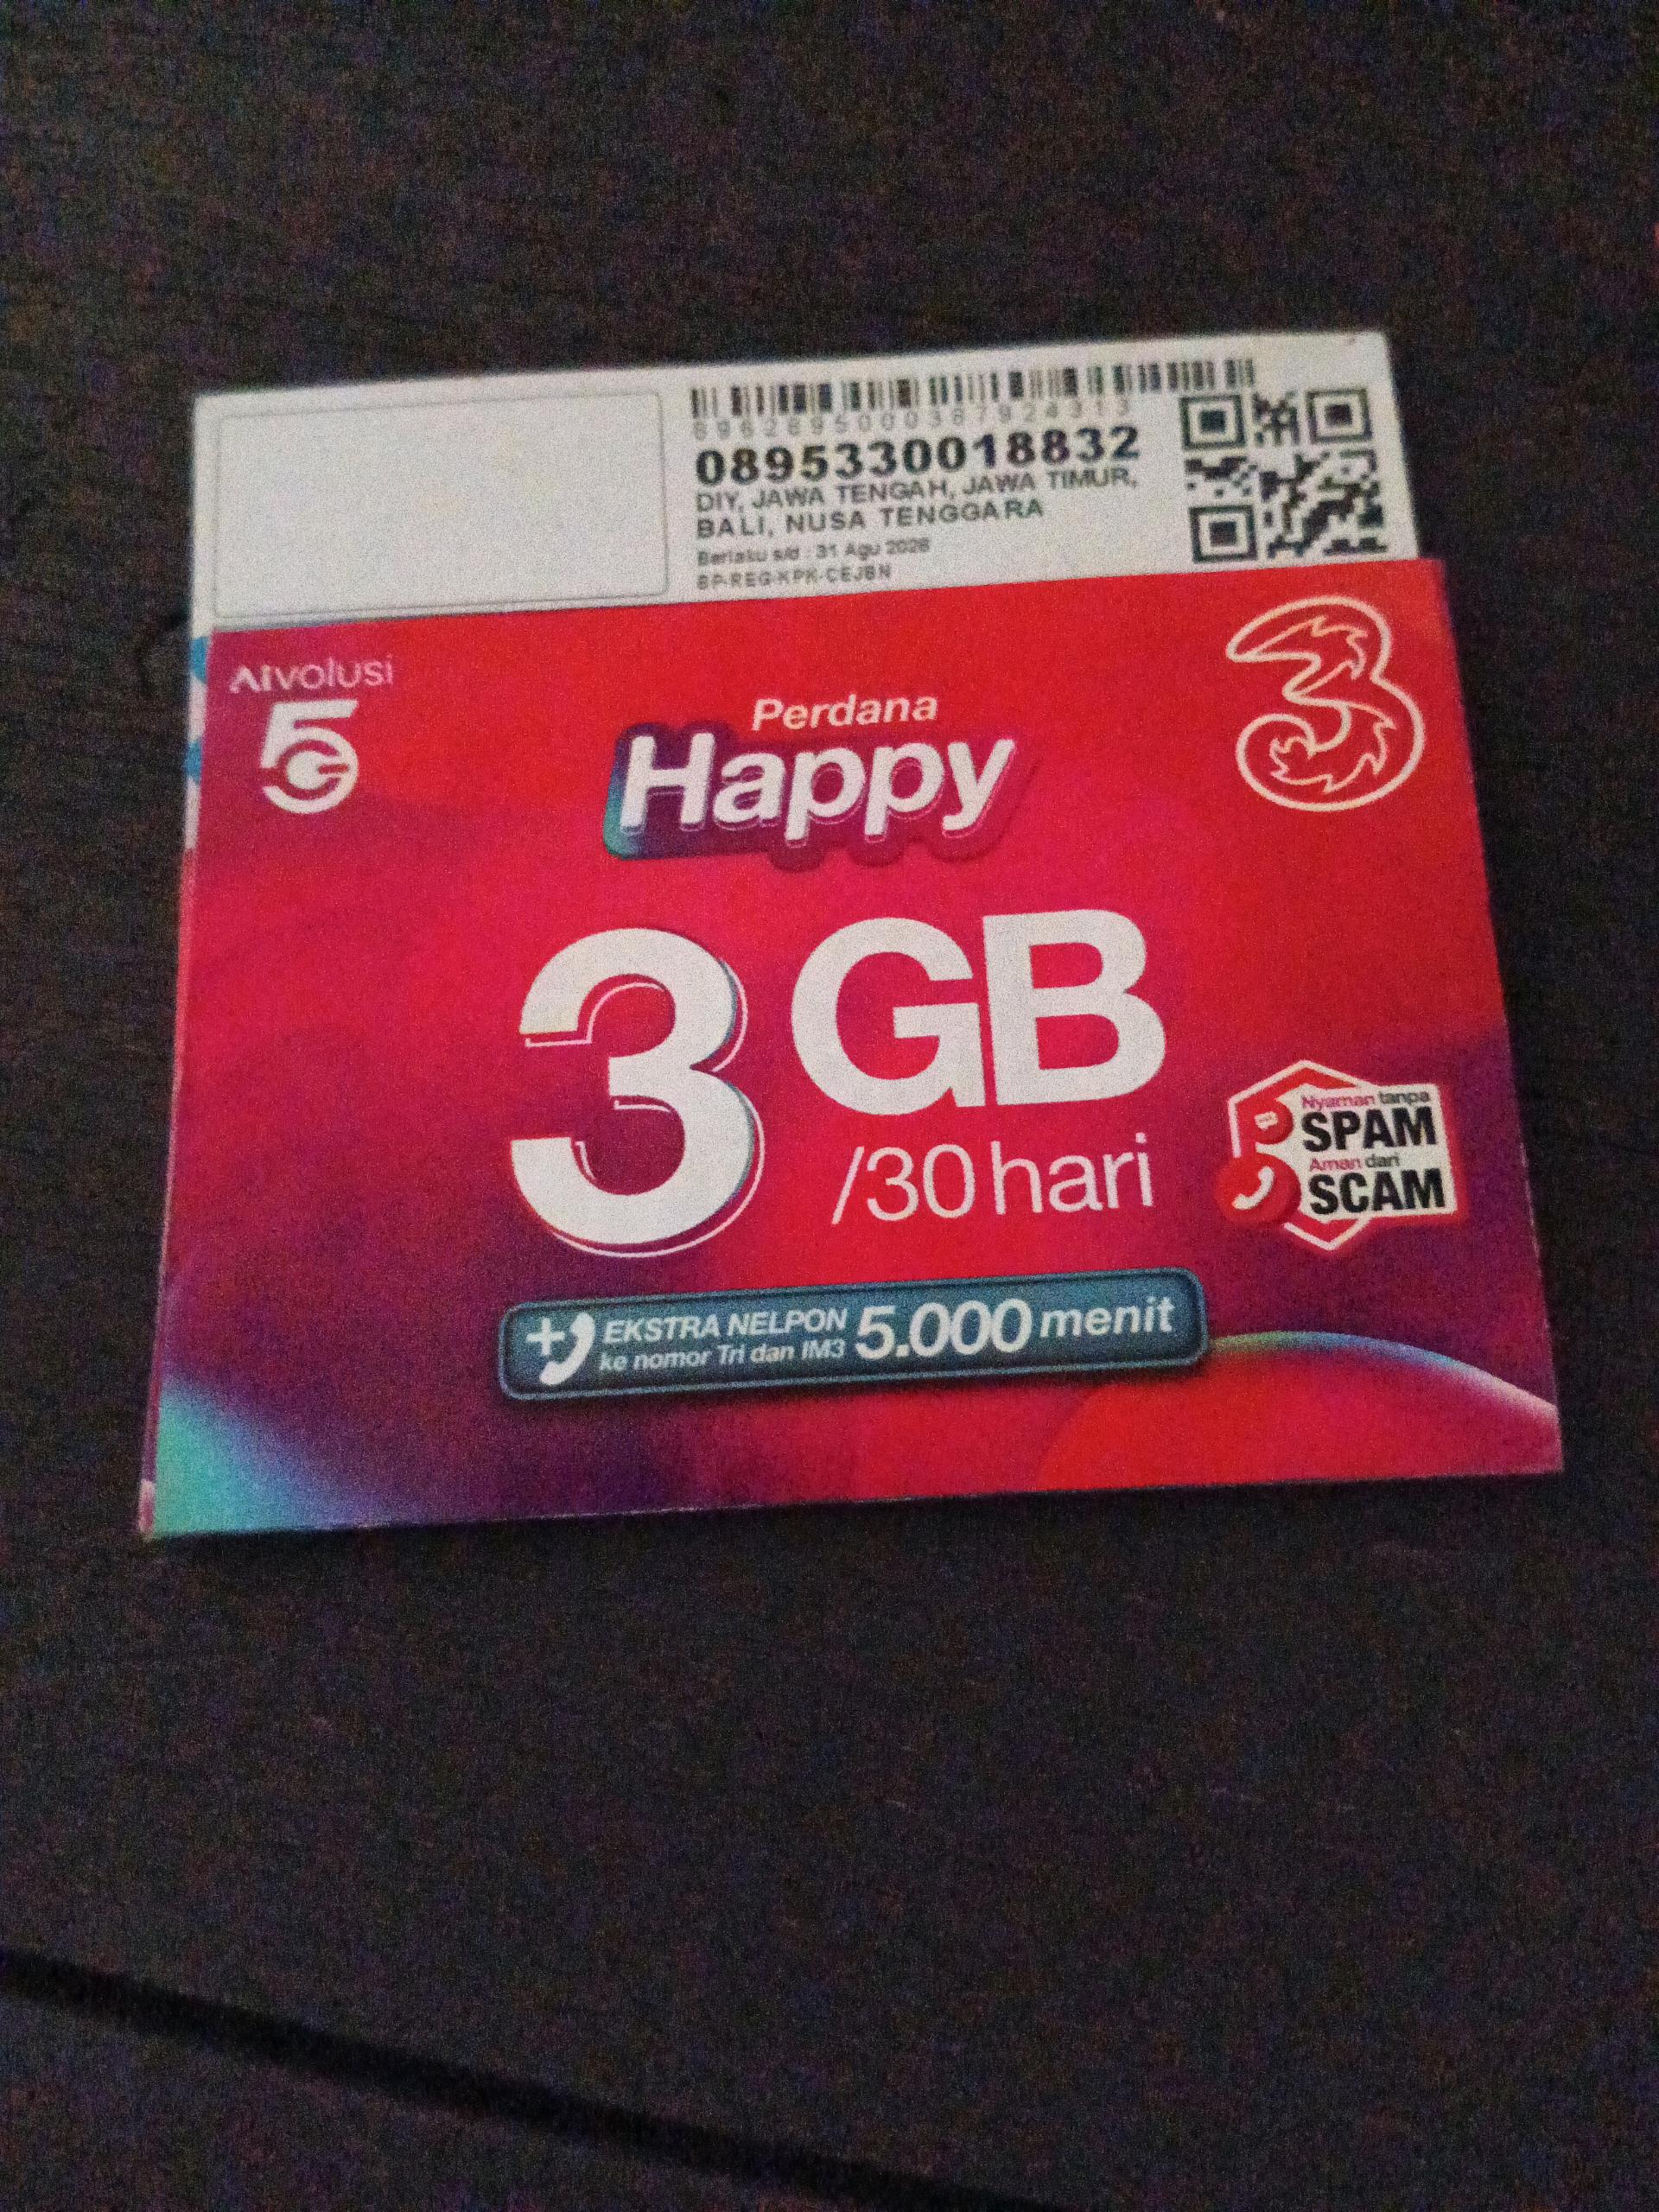 8962895000387924313
0895330018832
DIY, JAWA TENGAH, JAWA TIMUR,
BALI, NUSA TENGGARA
Berlaku s/d : 31 Agu 2026
BP-REG-KPK-CEJBN
AIvolusi
5G
3
Perdana
Happy
3 GB
/30 hari
Nyaman tanpa
SPAM
Aman dari
SCAM
+ EKSTRA NELPON 5.000 menit
ke nomor Tri dan IM3